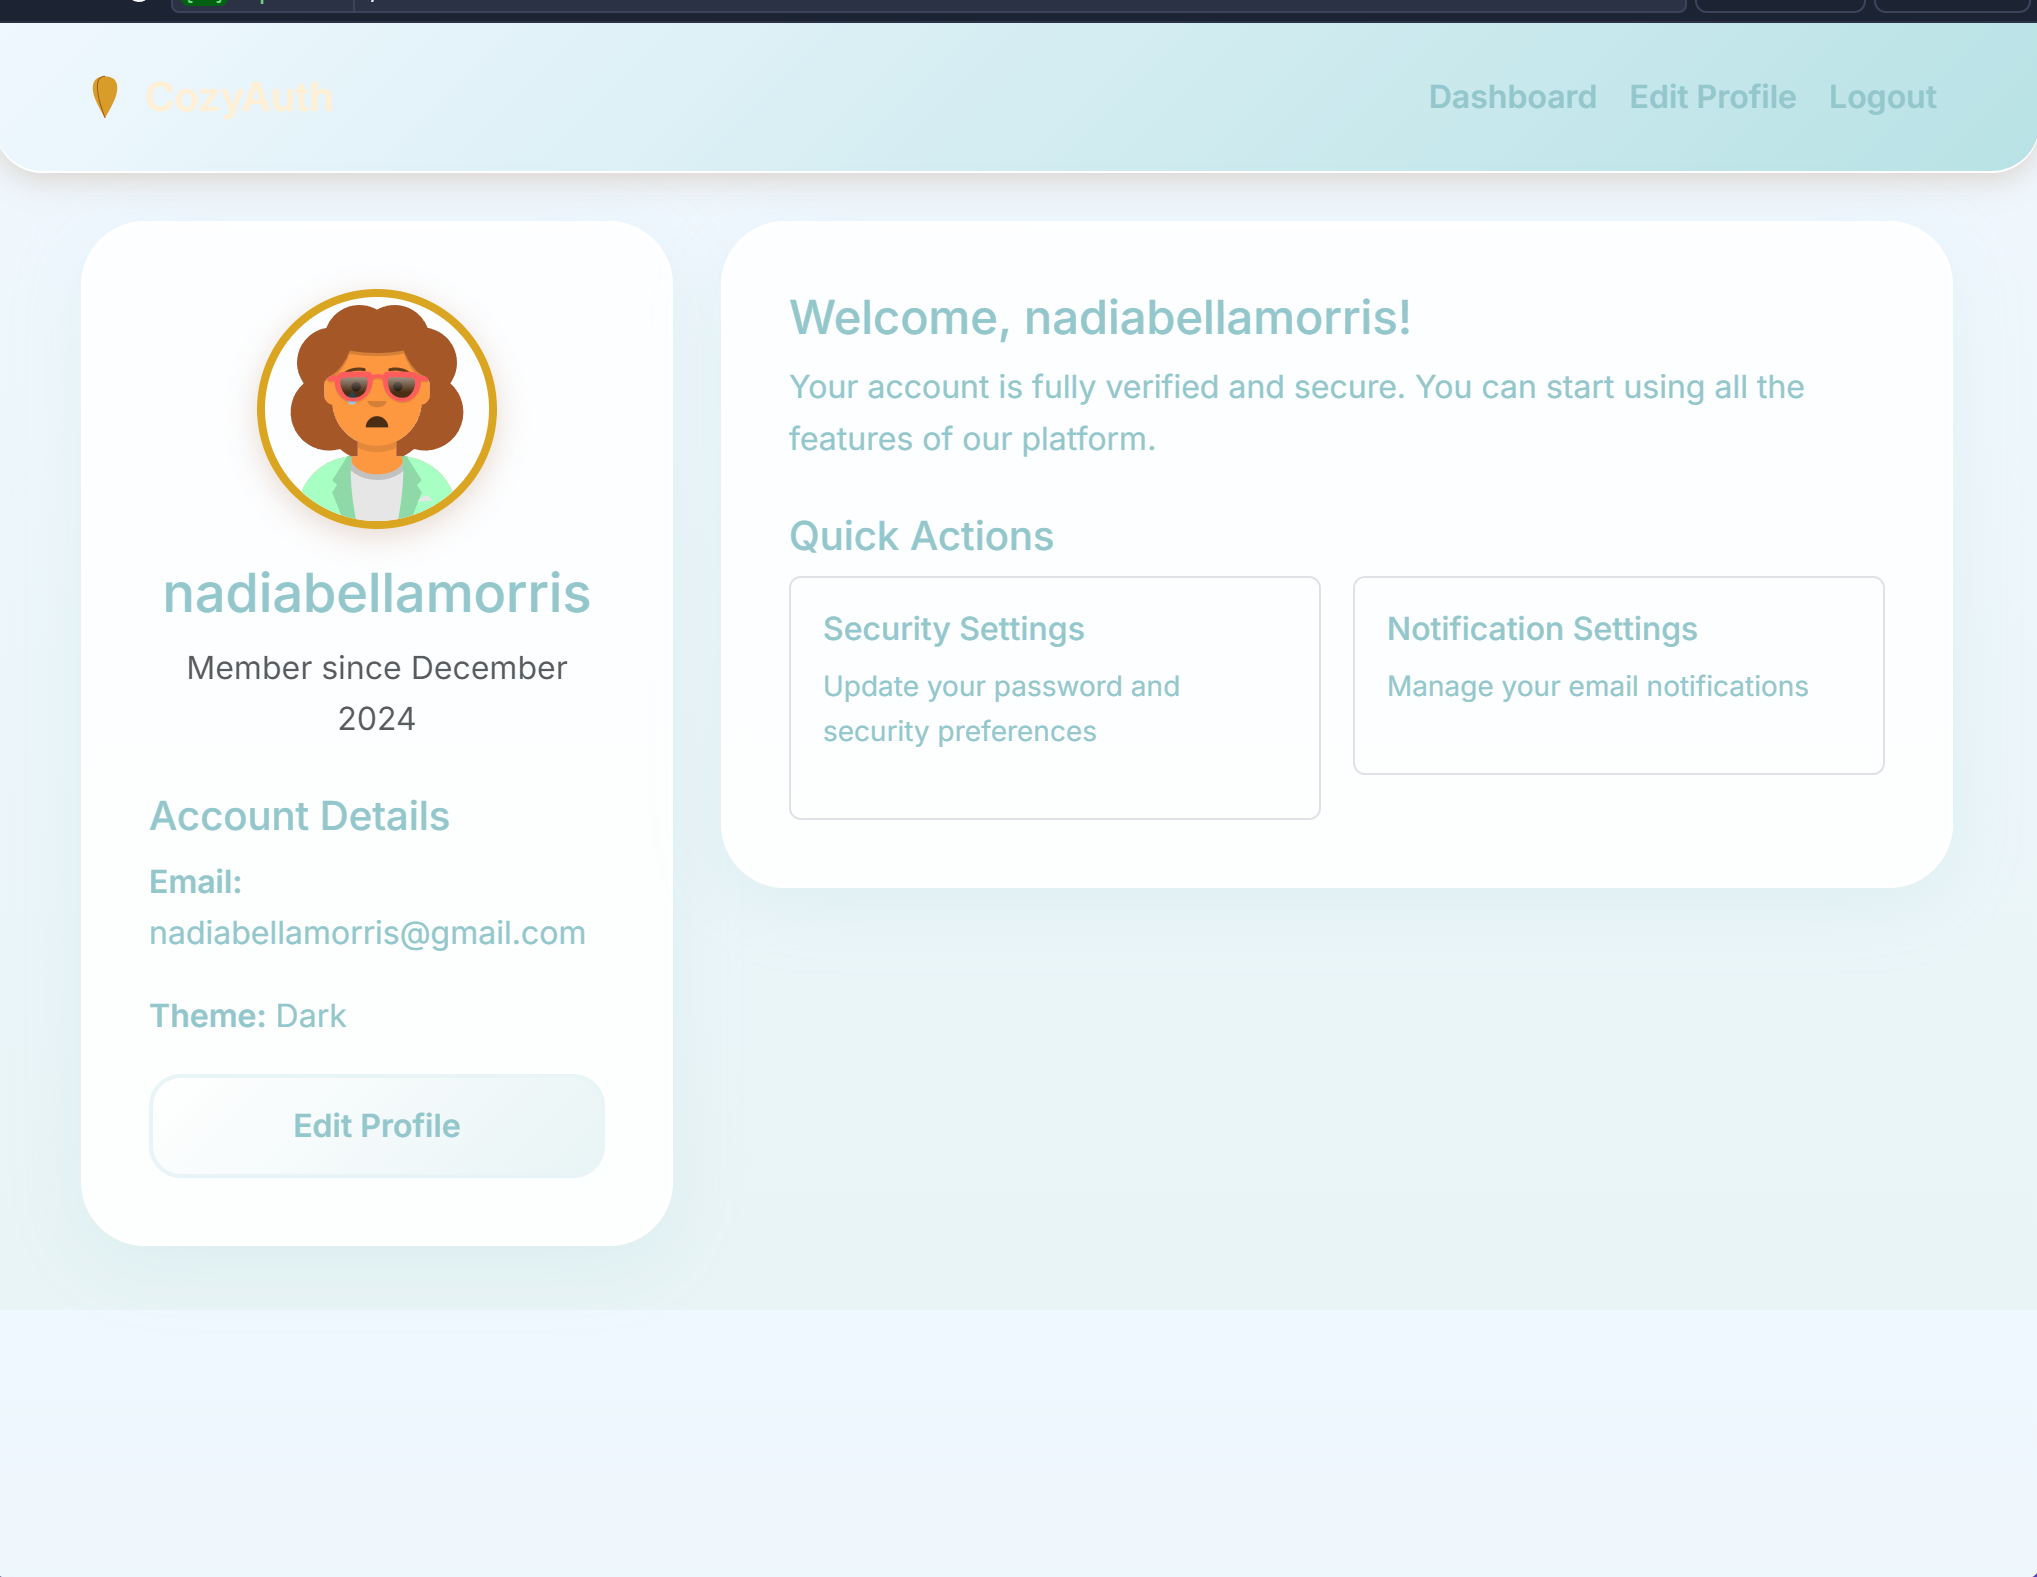 CozyAuth
Dashboard Edit Profile Logout
nadiabellamorris
Member since December
2024
Account Details
Email:
nadiabellamorris@gmail.com
Theme: Dark
Edit Profile
Welcome, nadiabellamorris!
Your account is fully verified and secure. You can start using all the
features of our platform.
Quick Actions
Security Settings
Update your password and
security preferences
Notification Settings
Manage your email notifications